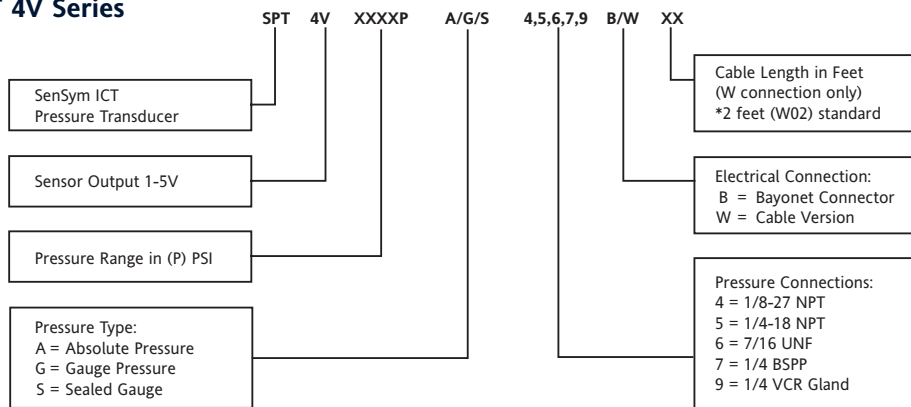 4V Series
SPT 4V XXXXP A/G/S 4,5,6,7,9 B/W XX
SenSym ICT
Pressure Transducer
Sensor Output 1-5V
Pressure Range in (P) PSI
Pressure Type:
A = Absolute Pressure
G = Gauge Pressure
S = Sealed Gauge
Cable Length in Feet
(W connection only)
*2 feet (W02) standard
Electrical Connection:
B = Bayonet Connector
W = Cable Version
Pressure Connections:
4 = 1/8-27 NPT
5 = 1/4-18 NPT
6 = 7/16 UNF
7 = 1/4 BSPP
9 = 1/4 VCR Gland